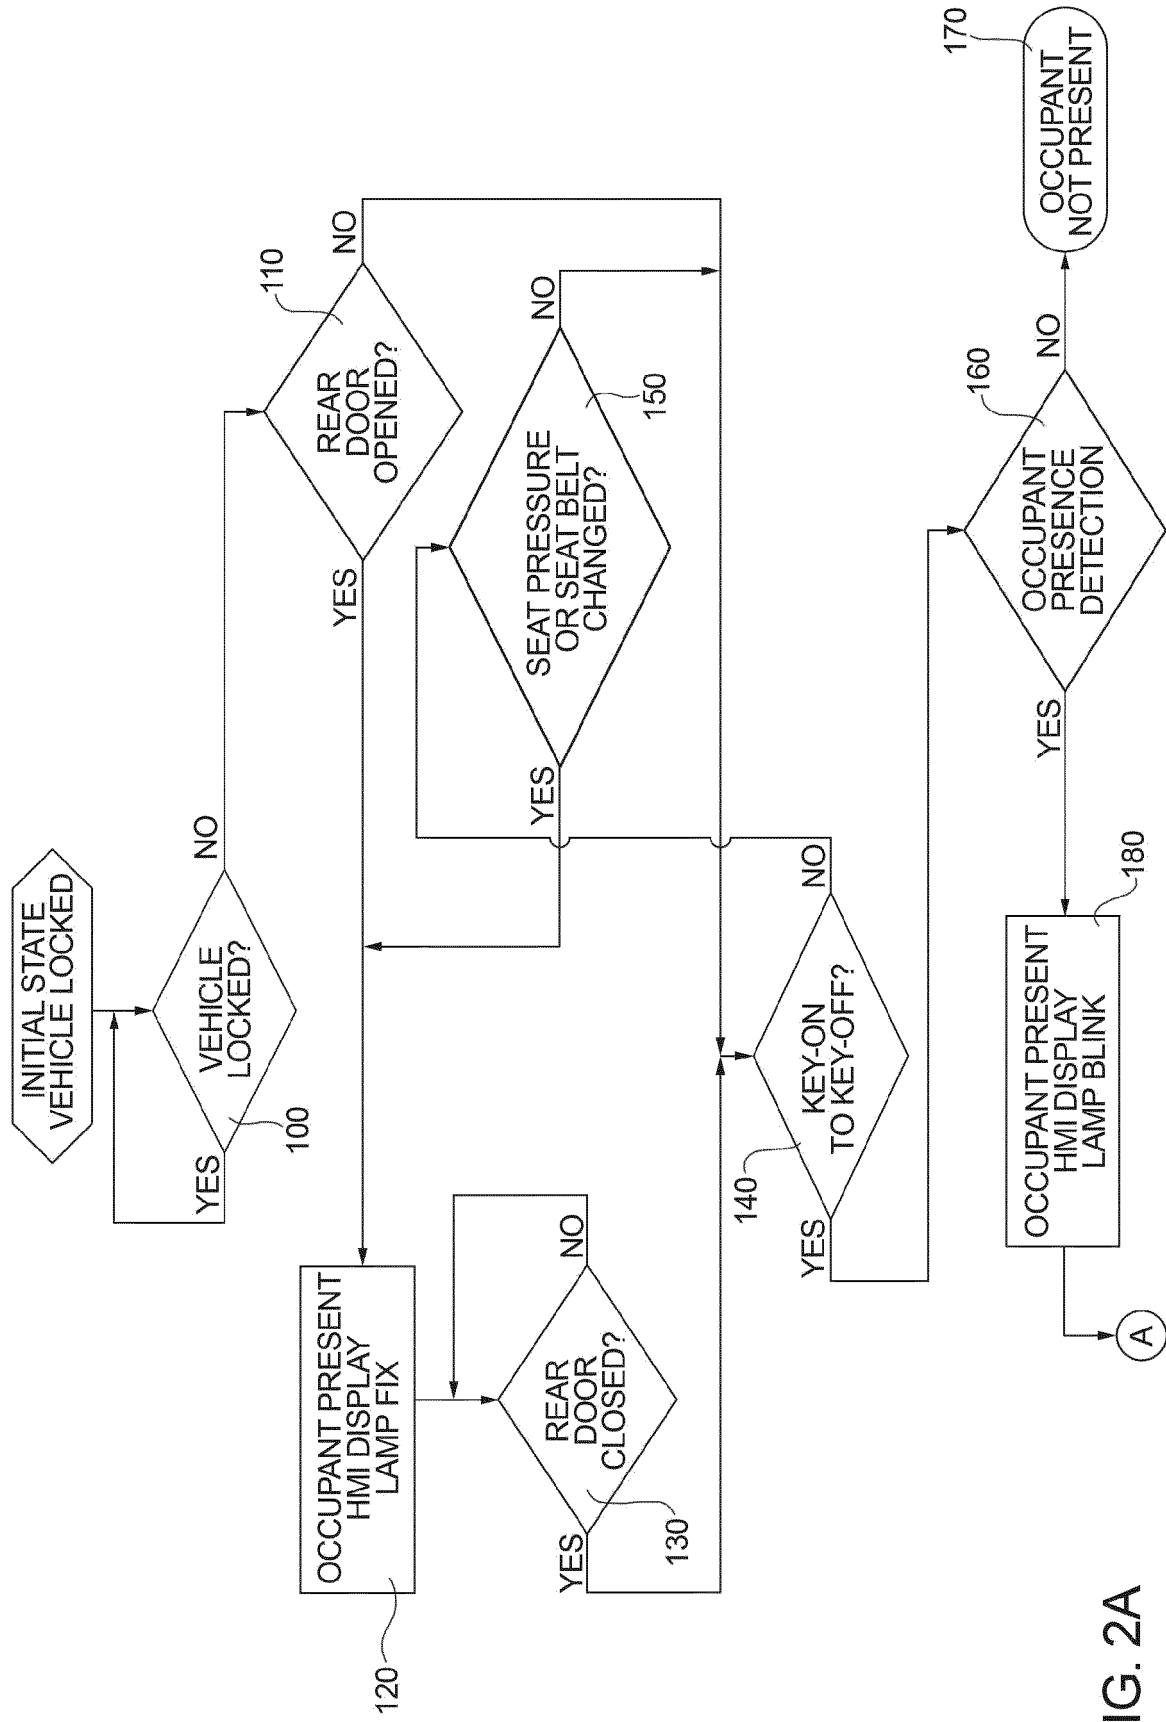 INITIAL STATE
VEHICLE LOCKED
VEHICLE
LOCKED?
100
YES
NO
REAR
DOOR
OPENED?
110
YES
NO
OCCUPANT PRESENT
HMI DISPLAY
LAMP FIX
120
REAR
DOOR
CLOSED?
130
YES
NO
SEAT PRESSURE
OR SEAT BELT
CHANGED?
150
YES
NO
KEY-ON
TO KEY-OFF?
140
YES
NO
OCCUPANT
PRESENCE
DETECTION
160
YES
NO
OCCUPANT
NOT PRESENT
170
OCCUPANT PRESENT
HMI DISPLAY
LAMP BLINK
180
A
IG. 2A